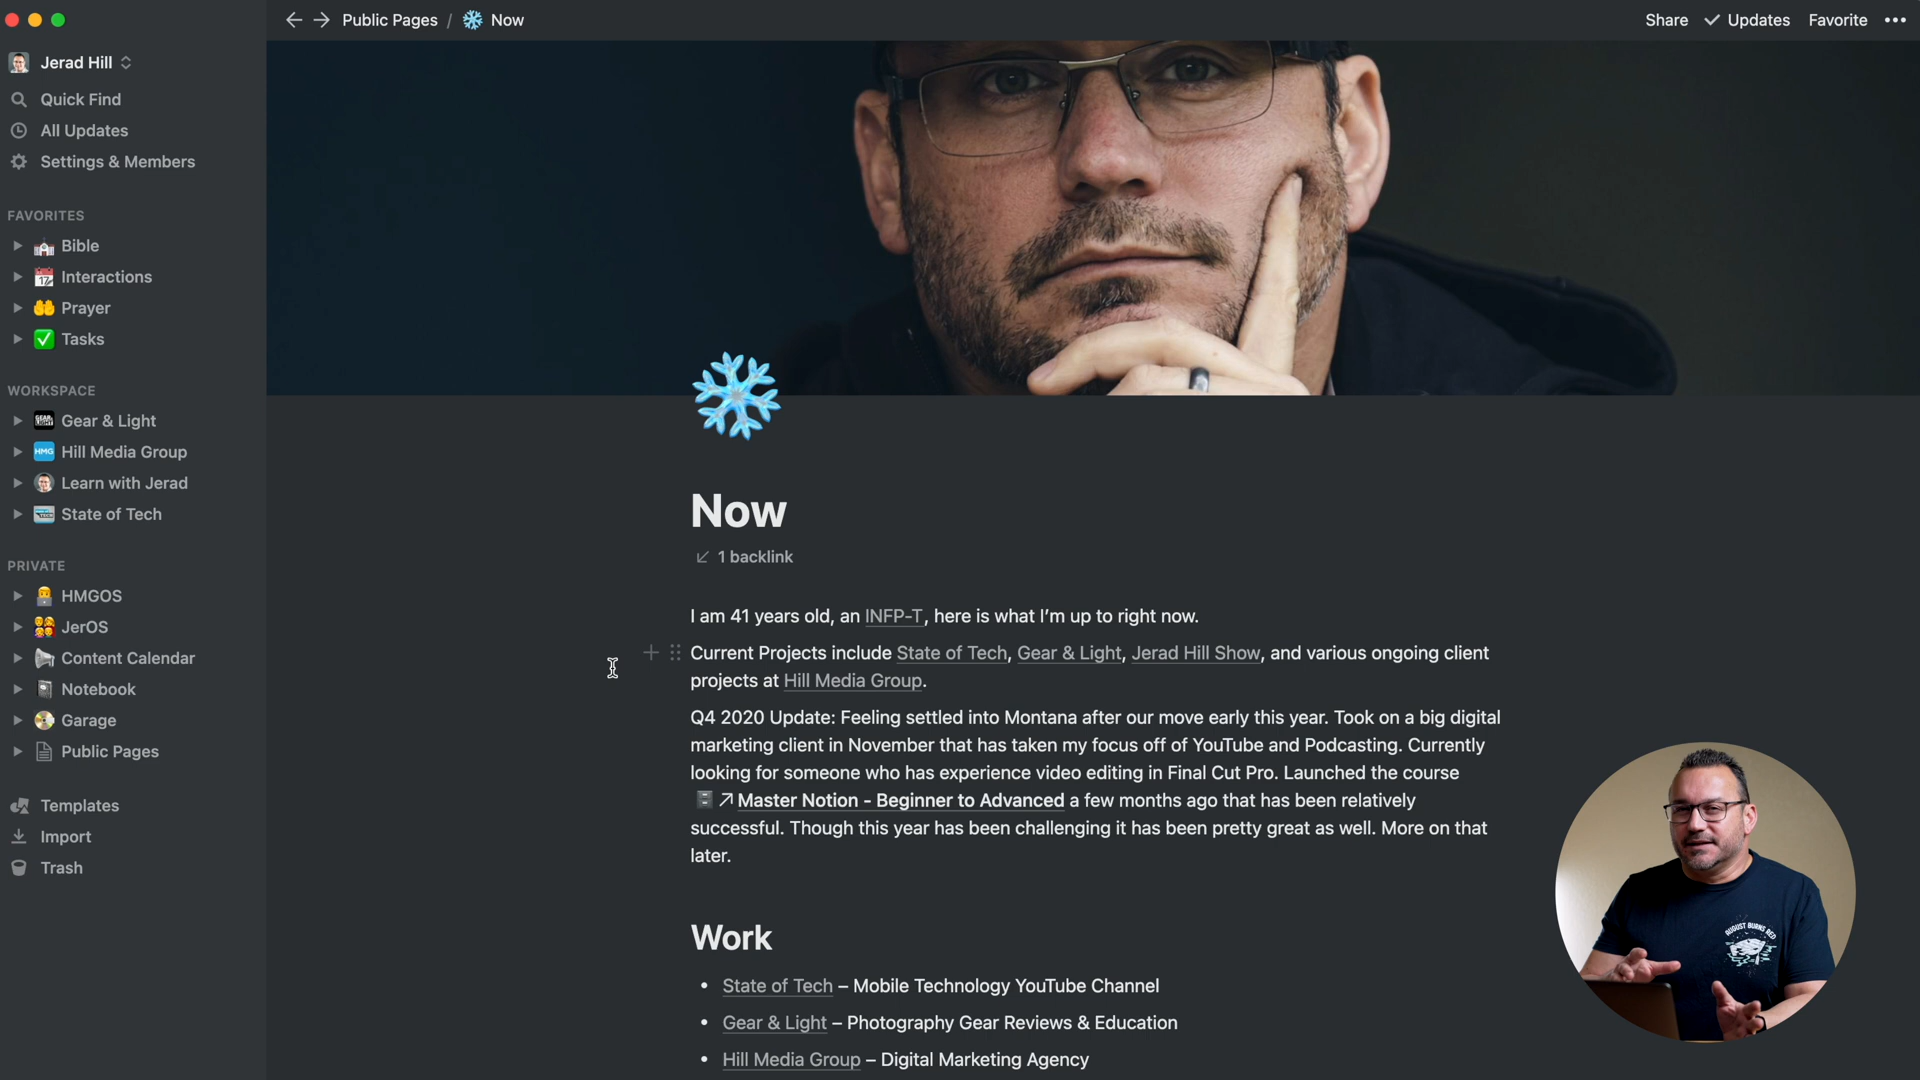 Public Pages / Now
Share Updates Favorite •••
Jerad Hill
Quick Find
All Updates
Settings & Members
FAVORITES
Bible
Interactions
Prayer
Tasks
WORKSPACE
Gear & Light
Hill Media Group
Learn with Jerad
State of Tech
PRIVATE
HMGOS
JerOS
Content Calendar
Notebook
Garage
Public Pages
Templates
Import
Trash
Now
1 backlink
I am 41 years old, an INFP-T, here is what I’m up to right now.
Current Projects include State of Tech, Gear & Light, Jerad Hill Show, and various ongoing client
projects at Hill Media Group.
Q4 2020 Update: Feeling settled into Montana after our move early this year. Took on a big digital
marketing client in November that has taken my focus off of YouTube and Podcasting. Currently
looking for someone who has experience video editing in Final Cut Pro. Launched the course
Master Notion - Beginner to Advanced a few months ago that has been relatively
successful. Though this year has been challenging it has been pretty great as well. More on that
later.
Work
• State of Tech – Mobile Technology YouTube Channel
• Gear & Light – Photography Gear Reviews & Education
• Hill Media Group – Digital Marketing Agency
AUGUST BURNS RED
HMG
17